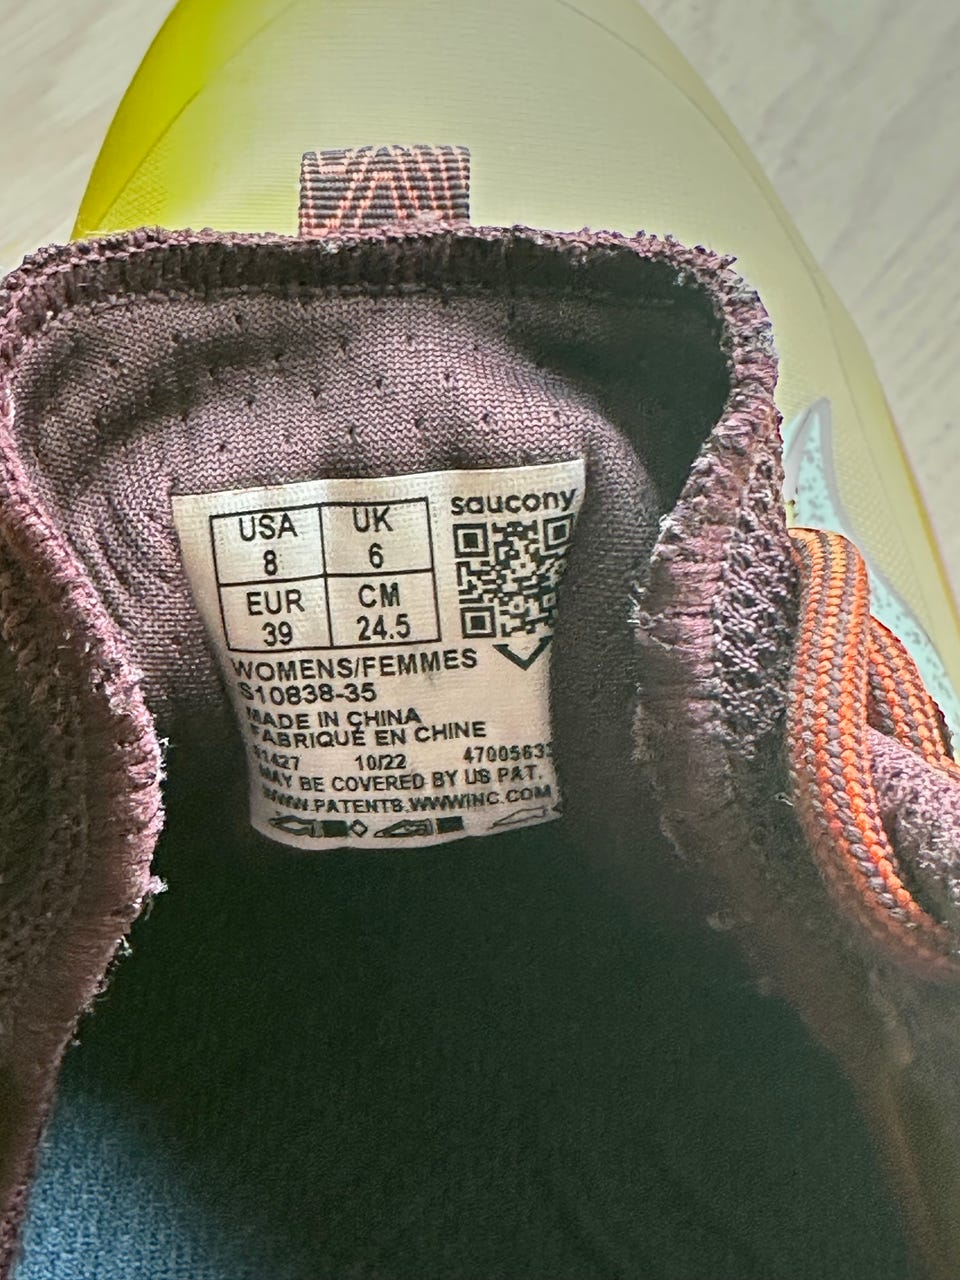 saucony
USA 8
UK 6
EUR 39
CM 24.5
WOMENS/FEMMES
S10838-35
MADE IN CHINA
FABRIQUÉ EN CHINE
10/22
MAY BE COVERED BY US PAT.
WWW.PATENTS.WWWINC.COM